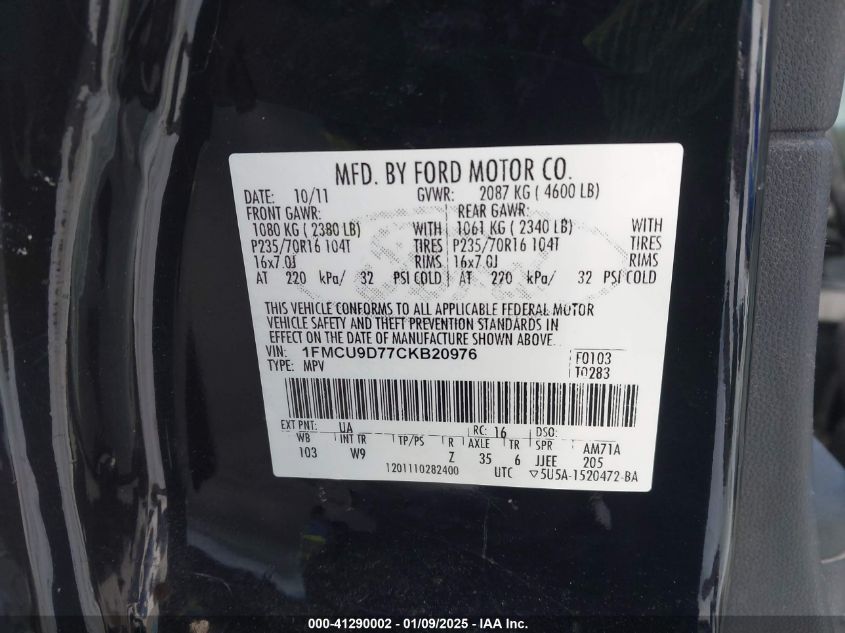 MFD. BY FORD MOTOR CO.
DATE: 10/11 GVWR: 2087 KG ( 4600 LB)
FRONT GAWR: REAR GAWR:
1080 KG ( 2380 LB) WITH 1061 KG ( 2340 LB) WITH
P235/70R16 104T TIRES P235/70R16 104T TIRES
16x7.0J RIMS 16x7.0J RIMS
AT 220 kPa/ 32 PSI COLD AT 220 kPa/ 32 PSI COLD
THIS VEHICLE CONFORMS TO ALL APPLICABLE FEDERAL MOTOR
VEHICLE SAFETY AND THEFT PREVENTION STANDARDS IN
EFFECT ON THE DATE OF MANUFACTURE SHOWN ABOVE.
VIN: 1FMCU9D77CKB20976 F0103
TYPE: MPV T0283
EXT PNT: UA RC: 16 DSO:
WB INT TR TP/PS R AXLE TR SPR AM71A
103 W9 Z 35 6 JJEE 205
1201110282400 UTC ▽5U5A-1520472-BA
000-41290002 - 01/09/2025 - IAA Inc.